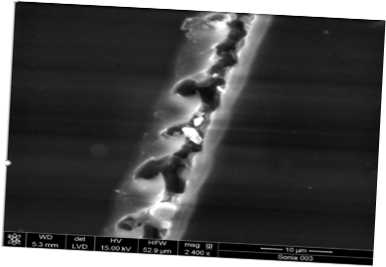 WD det HV HFW mag 10 µm
5.3 mm LVD 15.00 kV 52.9 µm 2 400 x Sonia 003